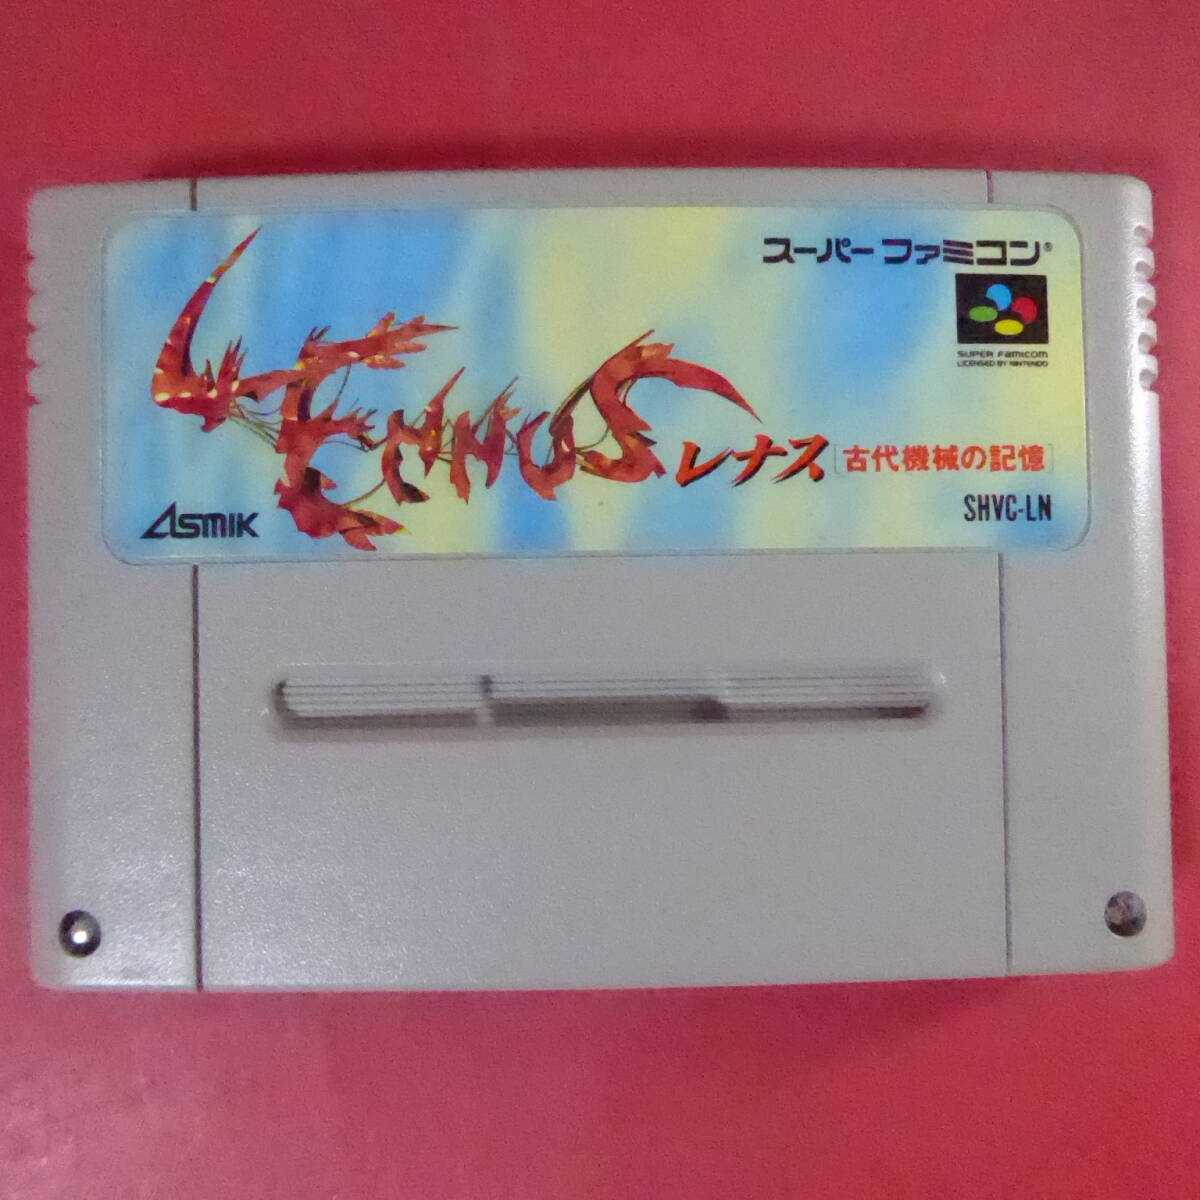 スーパーファミコン®
SUPER FAMICOM
LICENSED BY NINTENDO
LENNUS
レナス [古代機械の記憶]
ASMIK
SHVC-LN